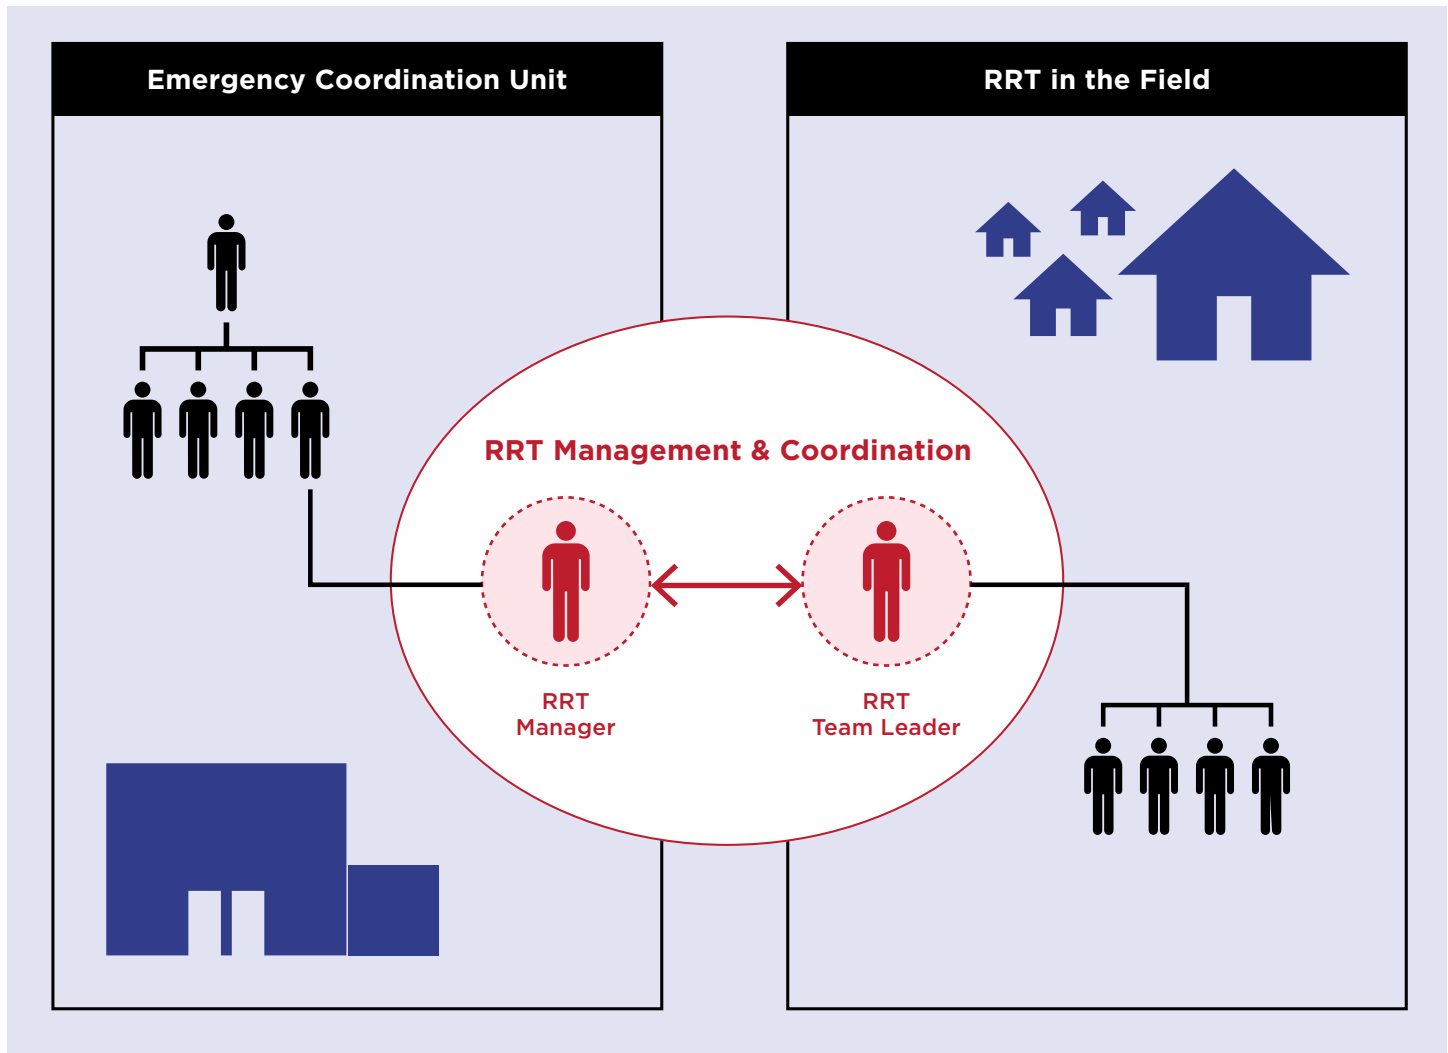 Emergency Coordination Unit
RRT in the Field
RRT Management & Coordination
RRT
Manager
RRT
Team Leader